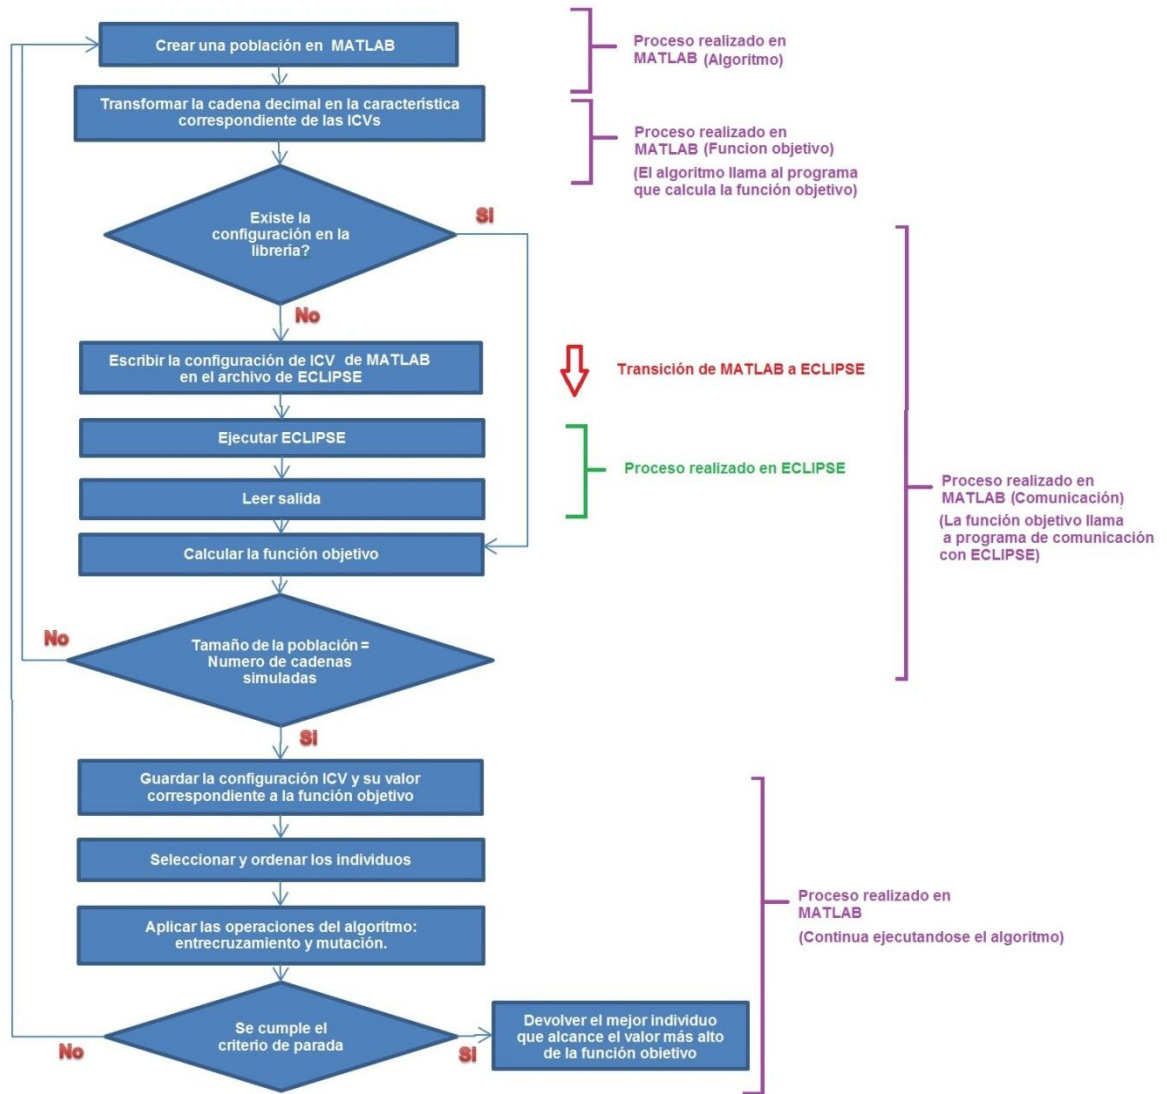 Crear una población en MATLAB
Proceso realizado en
MATLAB (Algoritmo)
Transformar la cadena decimal en la característica
correspondiente de las ICVs
Proceso realizado en
MATLAB (Funcion objetivo)
(El algoritmo llama al programa
que calcula la función objetivo)
Existe la
configuración en la
librería?
Si
No
Escribir la configuración de ICV de MATLAB
en el archivo de ECLIPSE
Transición de MATLAB a ECLIPSE
Ejecutar ECLIPSE
Proceso realizado en ECLIPSE
Leer salida
Calcular la función objetivo
Proceso realizado en
MATLAB (Comunicación)
(La función objetivo llama
a programa de comunicación
con ECLIPSE)
No
Tamaño de la población =
Numero de cadenas
simuladas
Si
Guardar la configuración ICV y su valor
correspondiente a la función objetivo
Seleccionar y ordenar los individuos
Aplicar las operaciones del algoritmo:
entrecruzamiento y mutación.
Proceso realizado en
MATLAB
(Continua ejecutandose el algoritmo)
Se cumple el
criterio de parada
No
Si
Devolver el mejor individuo
que alcance el valor más alto
de la función objetivo